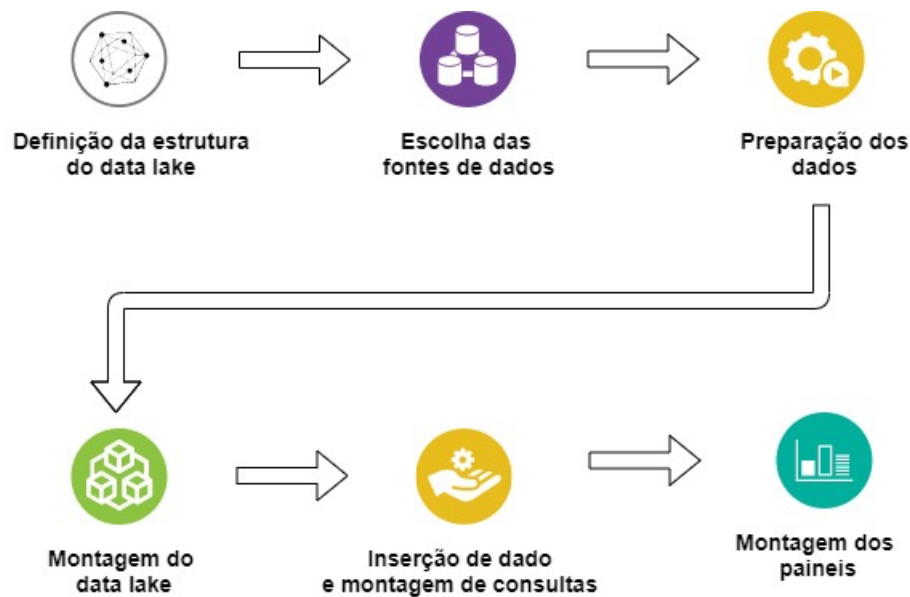 Definição da estrutura
do data lake
Escolha das
fontes de dados
Preparação dos
dados
Montagem do
data lake
Inserção de dado
e montagem de consultas
Montagem dos
paineis